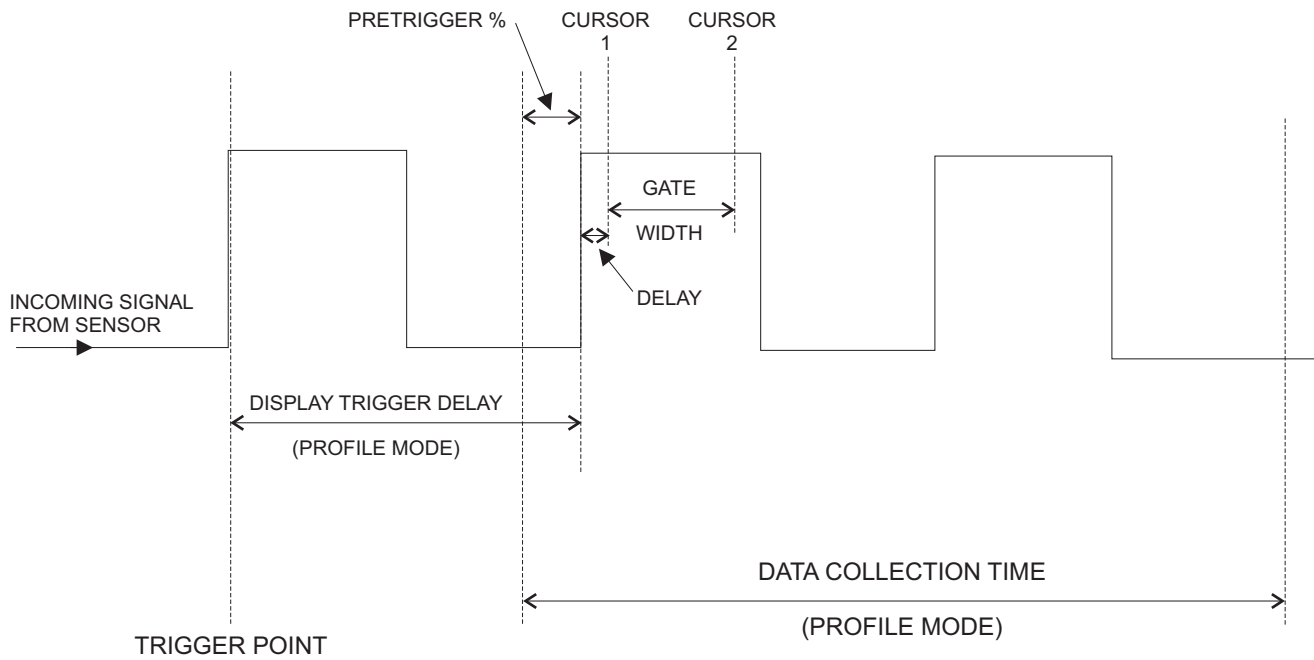 PRETRIGGER %
CURSOR
1
CURSOR
2
GATE
WIDTH
DELAY
INCOMING SIGNAL
FROM SENSOR
DISPLAY TRIGGER DELAY
(PROFILE MODE)
DATA COLLECTION TIME
(PROFILE MODE)
TRIGGER POINT